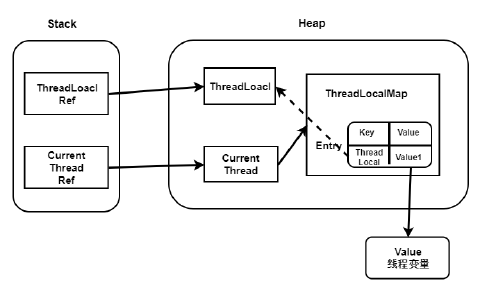 Stack
Heap
ThreadLoacl
Ref
ThreadLoacl
ThreadLocalMap
Key
Value
Entry
Thread
Local
Value1
Current
Thread
Ref
Current
Thread
Value
线程变量